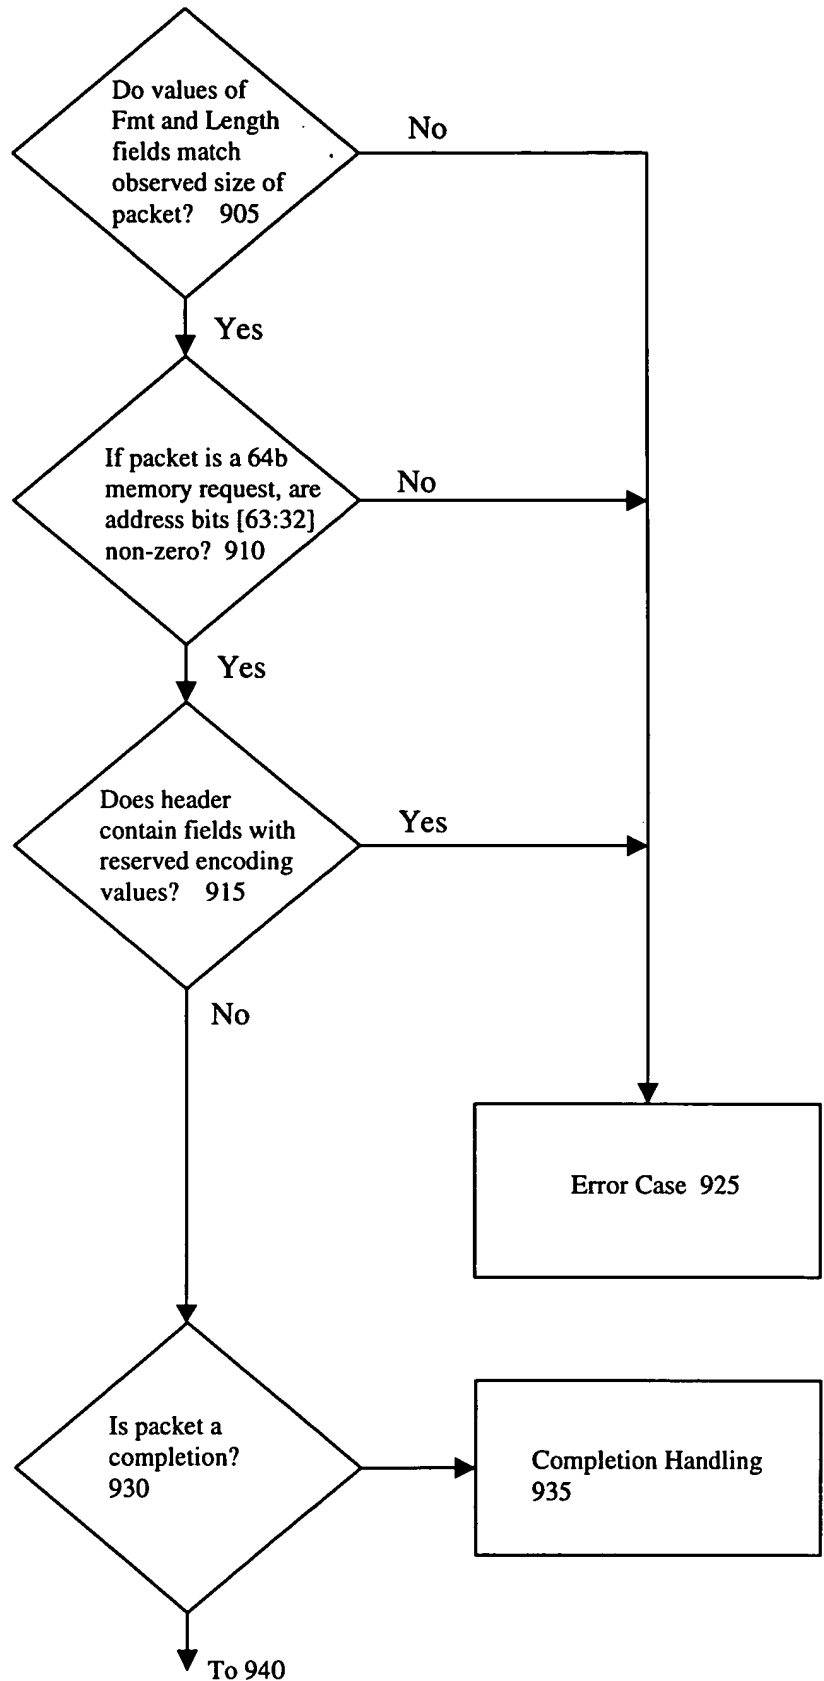 Do values of
Fmt and Length
fields match
observed size of
packet? 905
No
Yes
If packet is a 64b
memory request, are
address bits [63:32]
non-zero? 910
No
Yes
Does header
contain fields with
reserved encoding
values? 915
Yes
No
Error Case 925
Is packet a
completion?
930
Completion Handling
935
To 940